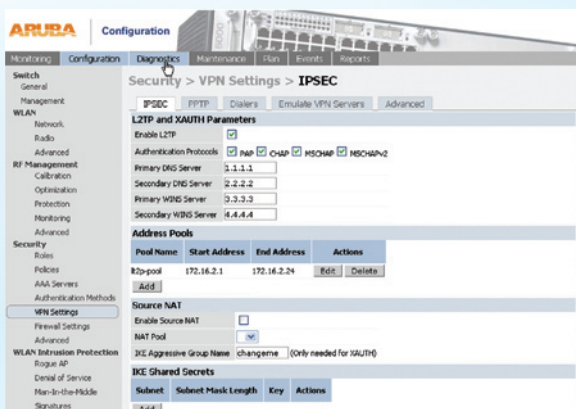 ARUBA Configuration
Monitoring Configuration Diagnostics Maintenance Plan Events Reports
Switch
General
Management
WLAN
Network
Radio
Advanced
RF Management
Calibration
Optimization
Protection
Monitoring
Advanced
Security
Roles
Policies
AAA Servers
Authentication Methods
VPN Settings
Firewall Settings
Advanced
WLAN Intrusion Protection
Rogue AP
Denial of Service
Man-In-the-Middle
Signatures
Security > VPN Settings > IPSEC
IPSEC PPTP Dialers Emulate VPN Servers Advanced
L2TP and XAUTH Parameters
Enable L2TP
Authentication Protocols PAP CHAP MSCHAP MSCHAPv2
Primary DNS Server 1.1.1.1
Secondary DNS Server 2.2.2.2
Primary WINS Server 3.3.3.3
Secondary WINS Server 4.4.4.4
Address Pools
Pool Name Start Address End Address Actions
lt2p-pool 172.16.2.1 172.16.2.24 Edit Delete
Add
Source NAT
Enable Source NAT
NAT Pool
IKE Aggressive Group Name changeme (Only needed for XAUTH)
IKE Shared Secrets
Subnet Subnet Mask Length Key Actions
Add